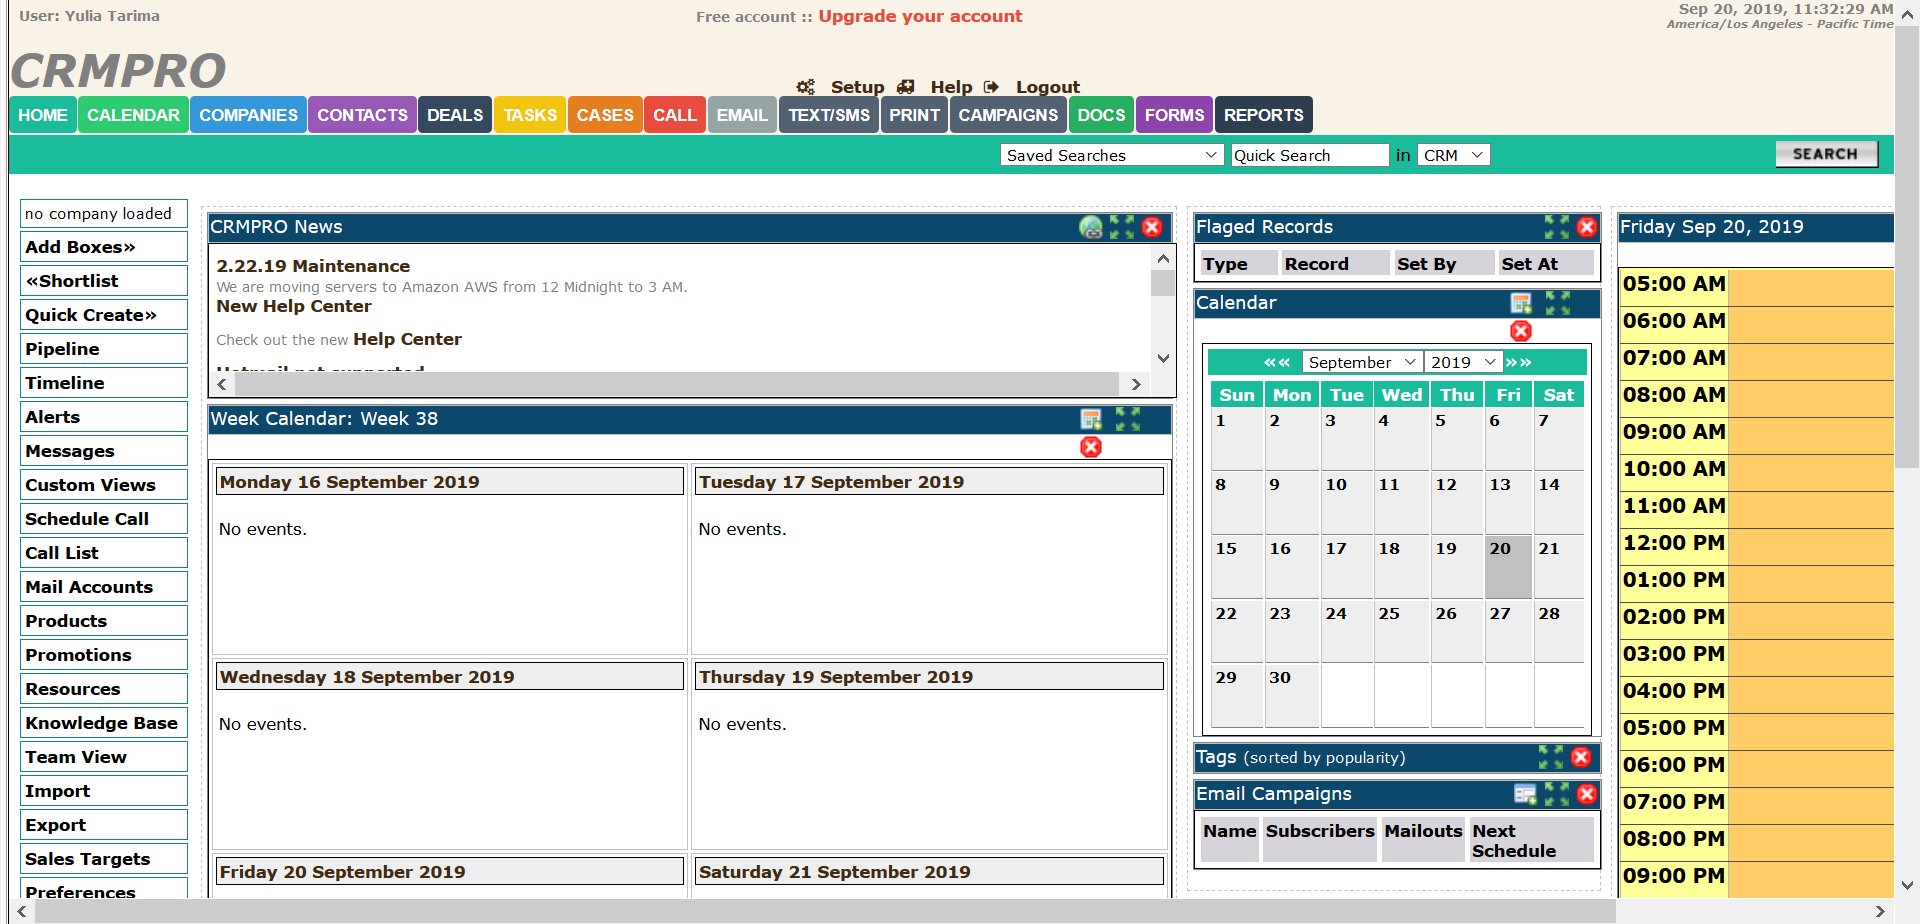 User: Yulia Tarima
Free account :: Upgrade your account
Sep 20, 2019, 11:32:29 AM
America/Los Angeles - Pacific Time
CRMPRO
Setup Help Logout
HOME CALENDAR COMPANIES CONTACTS DEALS TASKS CASES CALL EMAIL TEXT/SMS PRINT CAMPAIGNS DOCS FORMS REPORTS
Saved Searches Quick Search in CRM SEARCH
no company loaded
Add Boxes»
«Shortlist
Quick Create»
Pipeline
Timeline
Alerts
Messages
Custom Views
Schedule Call
Call List
Mail Accounts
Products
Promotions
Resources
Knowledge Base
Team View
Import
Export
Sales Targets
Preferences
CRMPRO News
2.22.19 Maintenance
We are moving servers to Amazon AWS from 12 Midnight to 3 AM.
New Help Center
Check out the new Help Center
Hotmail not supported
Week Calendar: Week 38
Monday 16 September 2019
No events.
Tuesday 17 September 2019
No events.
Wednesday 18 September 2019
No events.
Thursday 19 September 2019
No events.
Friday 20 September 2019
Saturday 21 September 2019
Flaged Records
Type Record Set By Set At
Calendar
«« September 2019 »»
Sun Mon Tue Wed Thu Fri Sat
1 2 3 4 5 6 7
8 9 10 11 12 13 14
15 16 17 18 19 20 21
22 23 24 25 26 27 28
29 30
Tags (sorted by popularity)
Email Campaigns
Name Subscribers Mailouts Next
Schedule
Friday Sep 20, 2019
05:00 AM
06:00 AM
07:00 AM
08:00 AM
09:00 AM
10:00 AM
11:00 AM
12:00 PM
01:00 PM
02:00 PM
03:00 PM
04:00 PM
05:00 PM
06:00 PM
07:00 PM
08:00 PM
09:00 PM